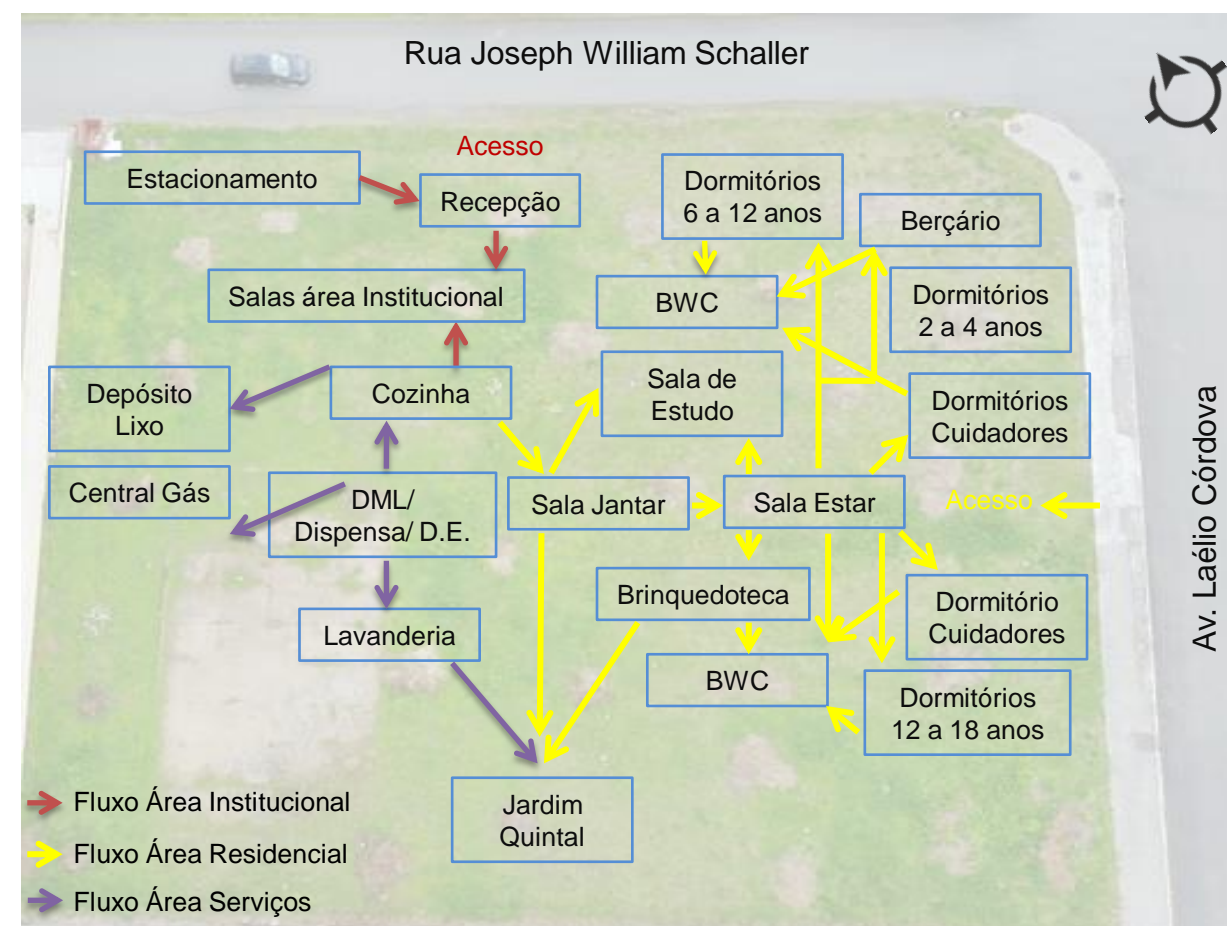 Rua Joseph William Schaller
Acesso
Estacionamento
Recepção
Dormitórios
6 a 12 anos
Berçário
Salas área Institucional
BWC
Dormitórios
2 a 4 anos
Depósito
Lixo
Cozinha
Sala de
Estudo
Dormitórios
Cuidadores
Central Gás
DML/
Dispensa/ D.E.
Sala Jantar
Sala Estar
Acesso
Av. Laélio Córdova
Brinquedoteca
Dormitório
Cuidadores
Lavanderia
BWC
Dormitórios
12 a 18 anos
Jardim
Quintal
Fluxo Área Institucional
Fluxo Área Residencial
Fluxo Área Serviços